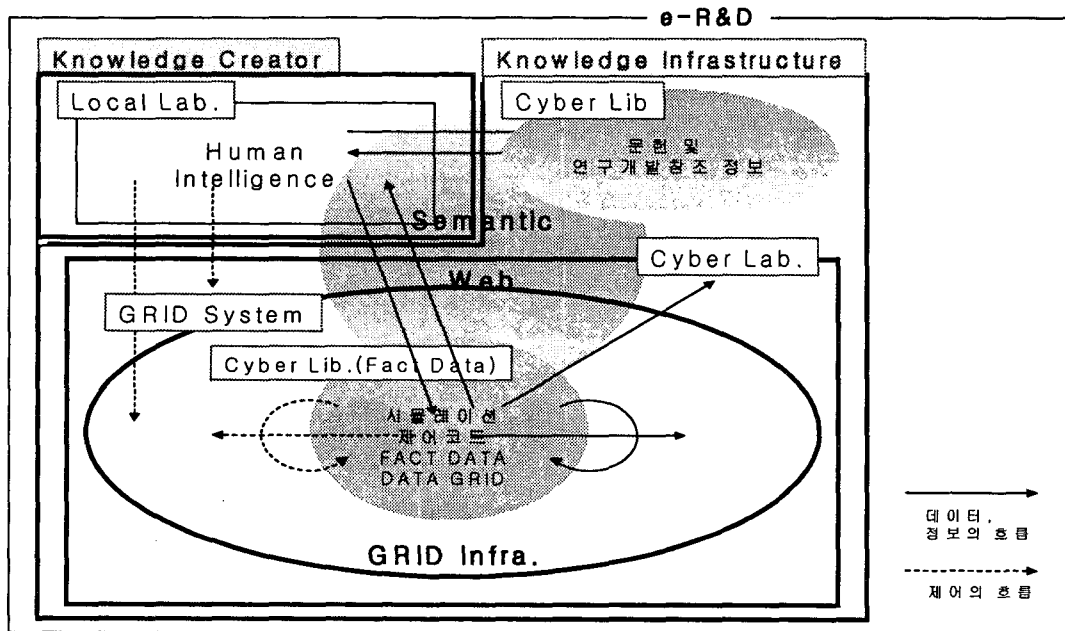 e-R&D
Knowledge Creator
Knowledge Infrastructure
Local Lab.
Cyber Lib
문헌 및
연구개발참조 정보
Human
Intelligence
Semantic
Web
Cyber Lab.
GRID System
Cyber Lib.(Fact Data)
시뮬레이션
제어코드
FACT DATA
DATA GRID
GRID Infra.
데이터,
정보의 흐름
제어의 흐름